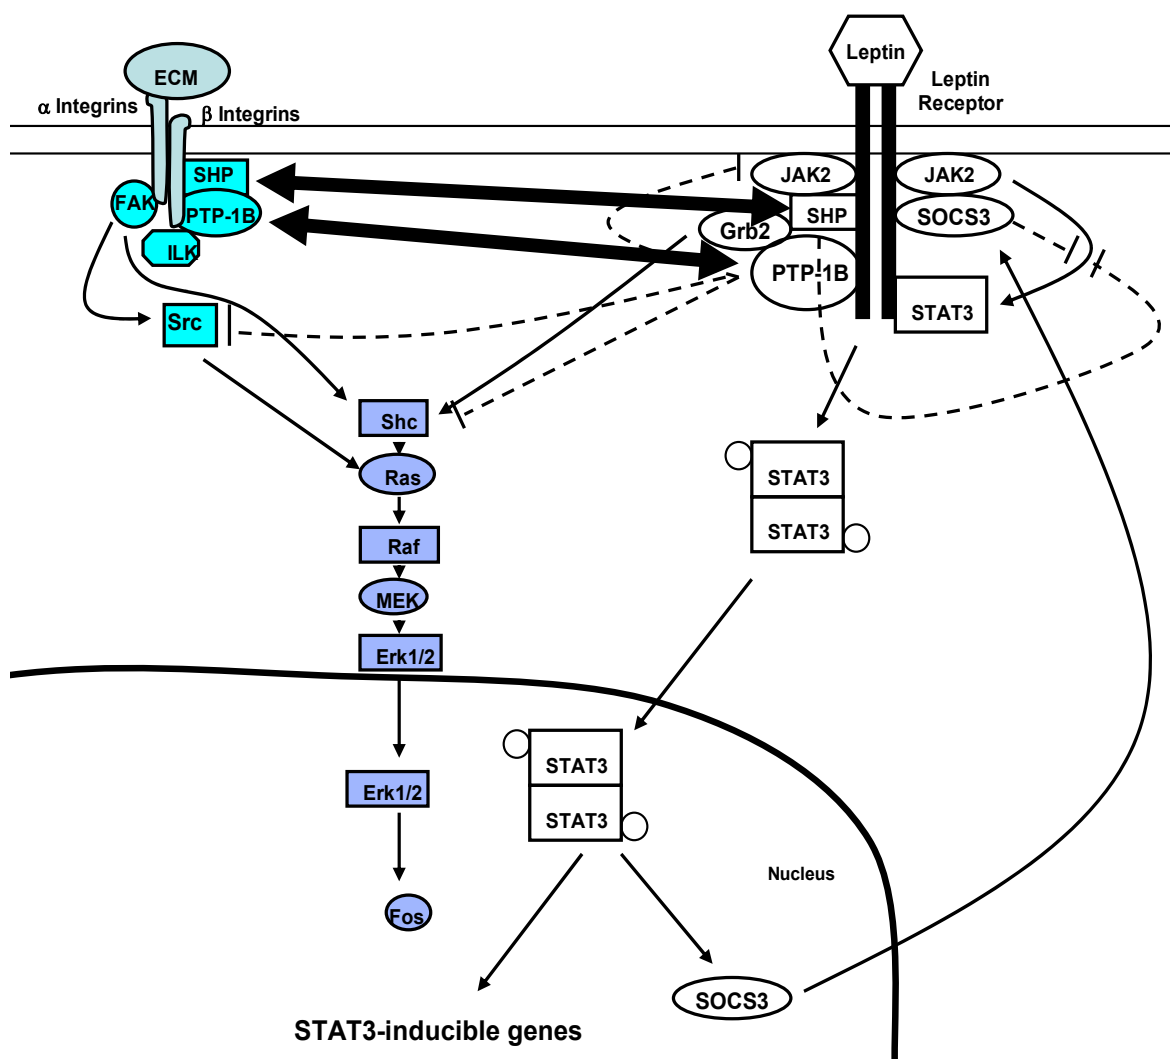 Leptin
ECM
Leptin
Receptor
α Integrins
β Integrins
SHP
JAK2
JAK2
FAK
PTP-1B
SHP
SOCS3
Grb2
ILK
PTP-1B
Src
STAT3
Shc
Ras
STAT3
STAT3
Raf
MEK
Erk1/2
STAT3
Erk1/2
STAT3
Nucleus
Fos
SOCS3
STAT3-inducible genes